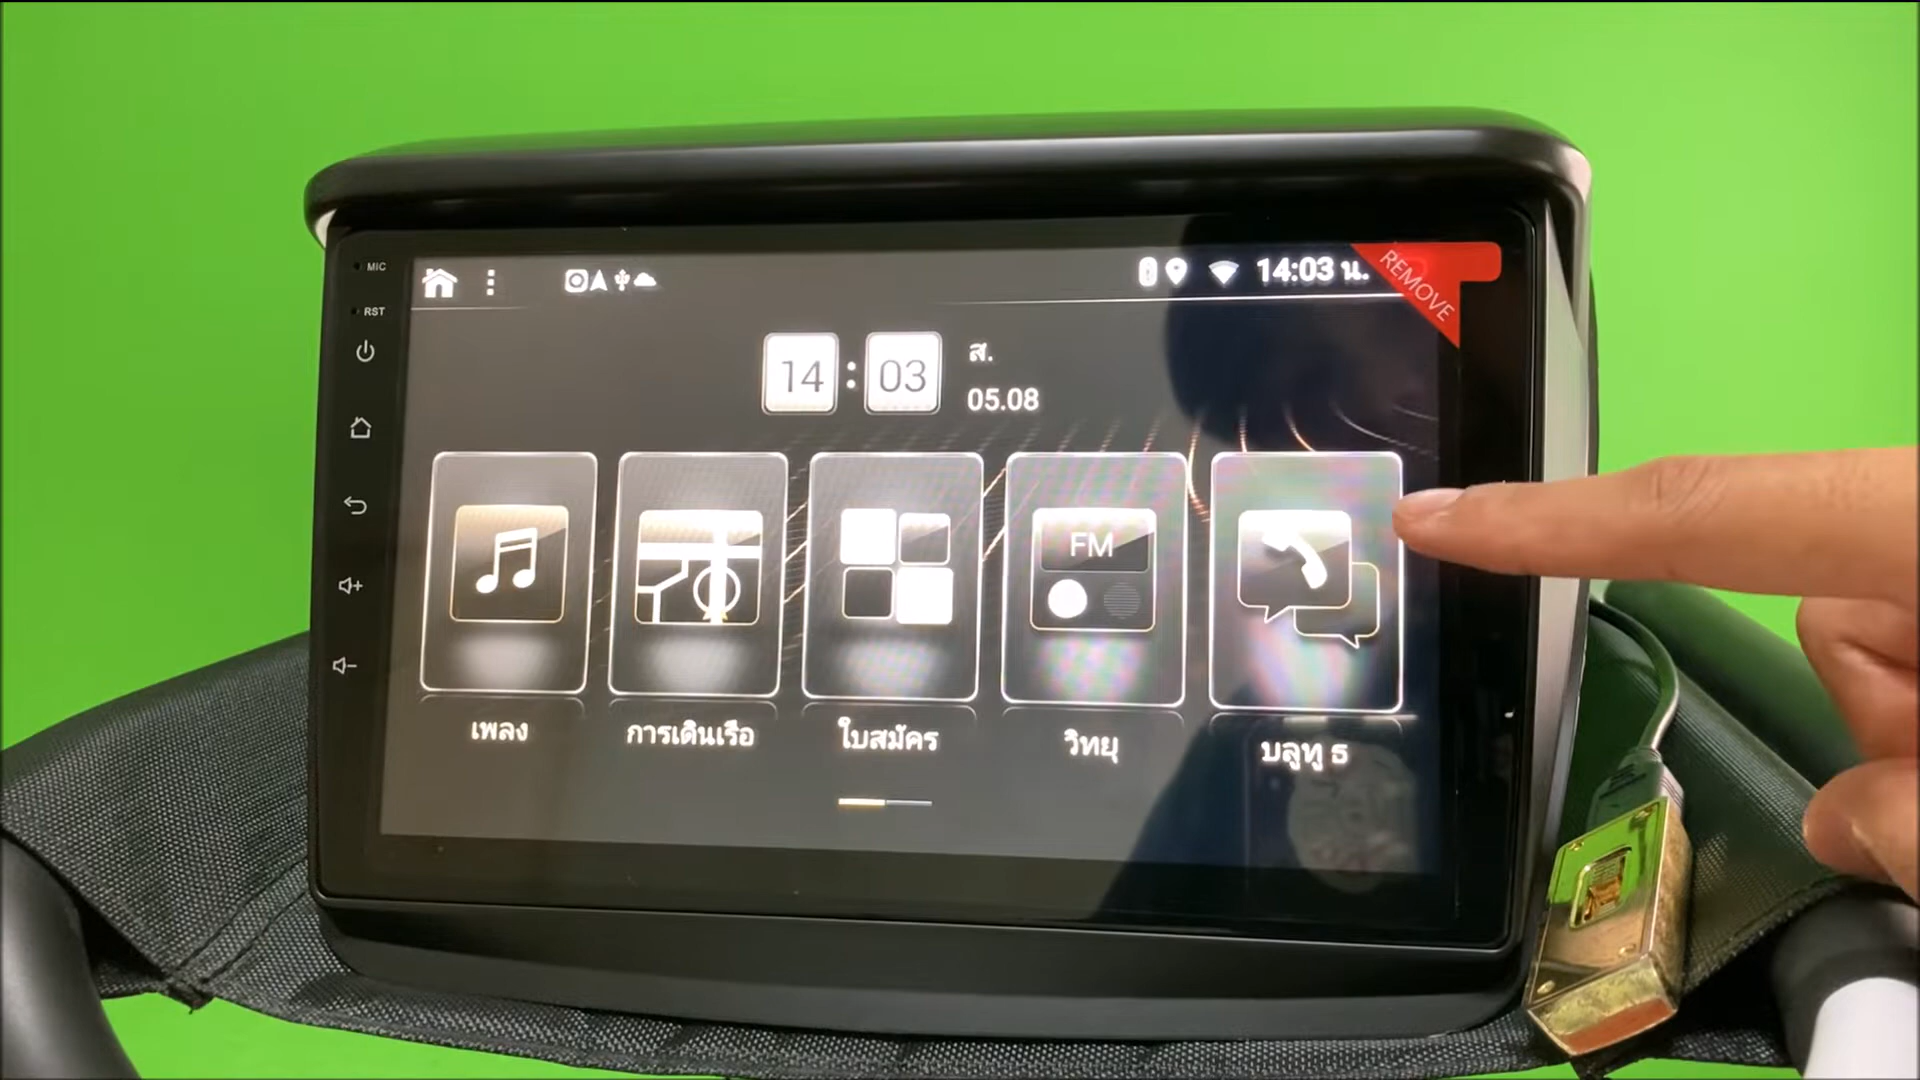 MIC
RST
14:03 น.
REMOVE
14:03
ส.
05.08
FM
เพลง
การเดินเรือ
ใบสมัคร
วิทยุ
บลูทู ธ